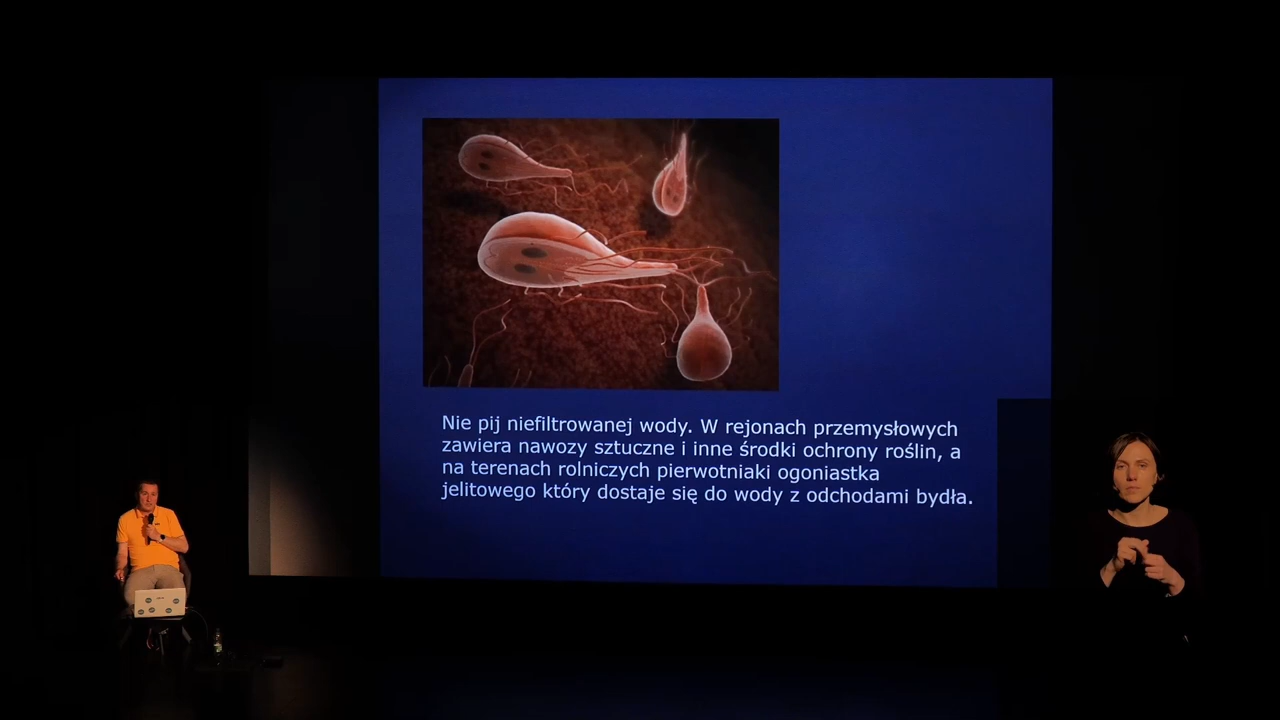 Nie pij niefiltrowanej wody. W rejonach przemysłowych
zawiera nawozy sztuczne i inne środki ochrony roślin, a
na terenach rolniczych pierwotniaki ogoniastka
jelitowego który dostaje się do wody z odchodami bydła.